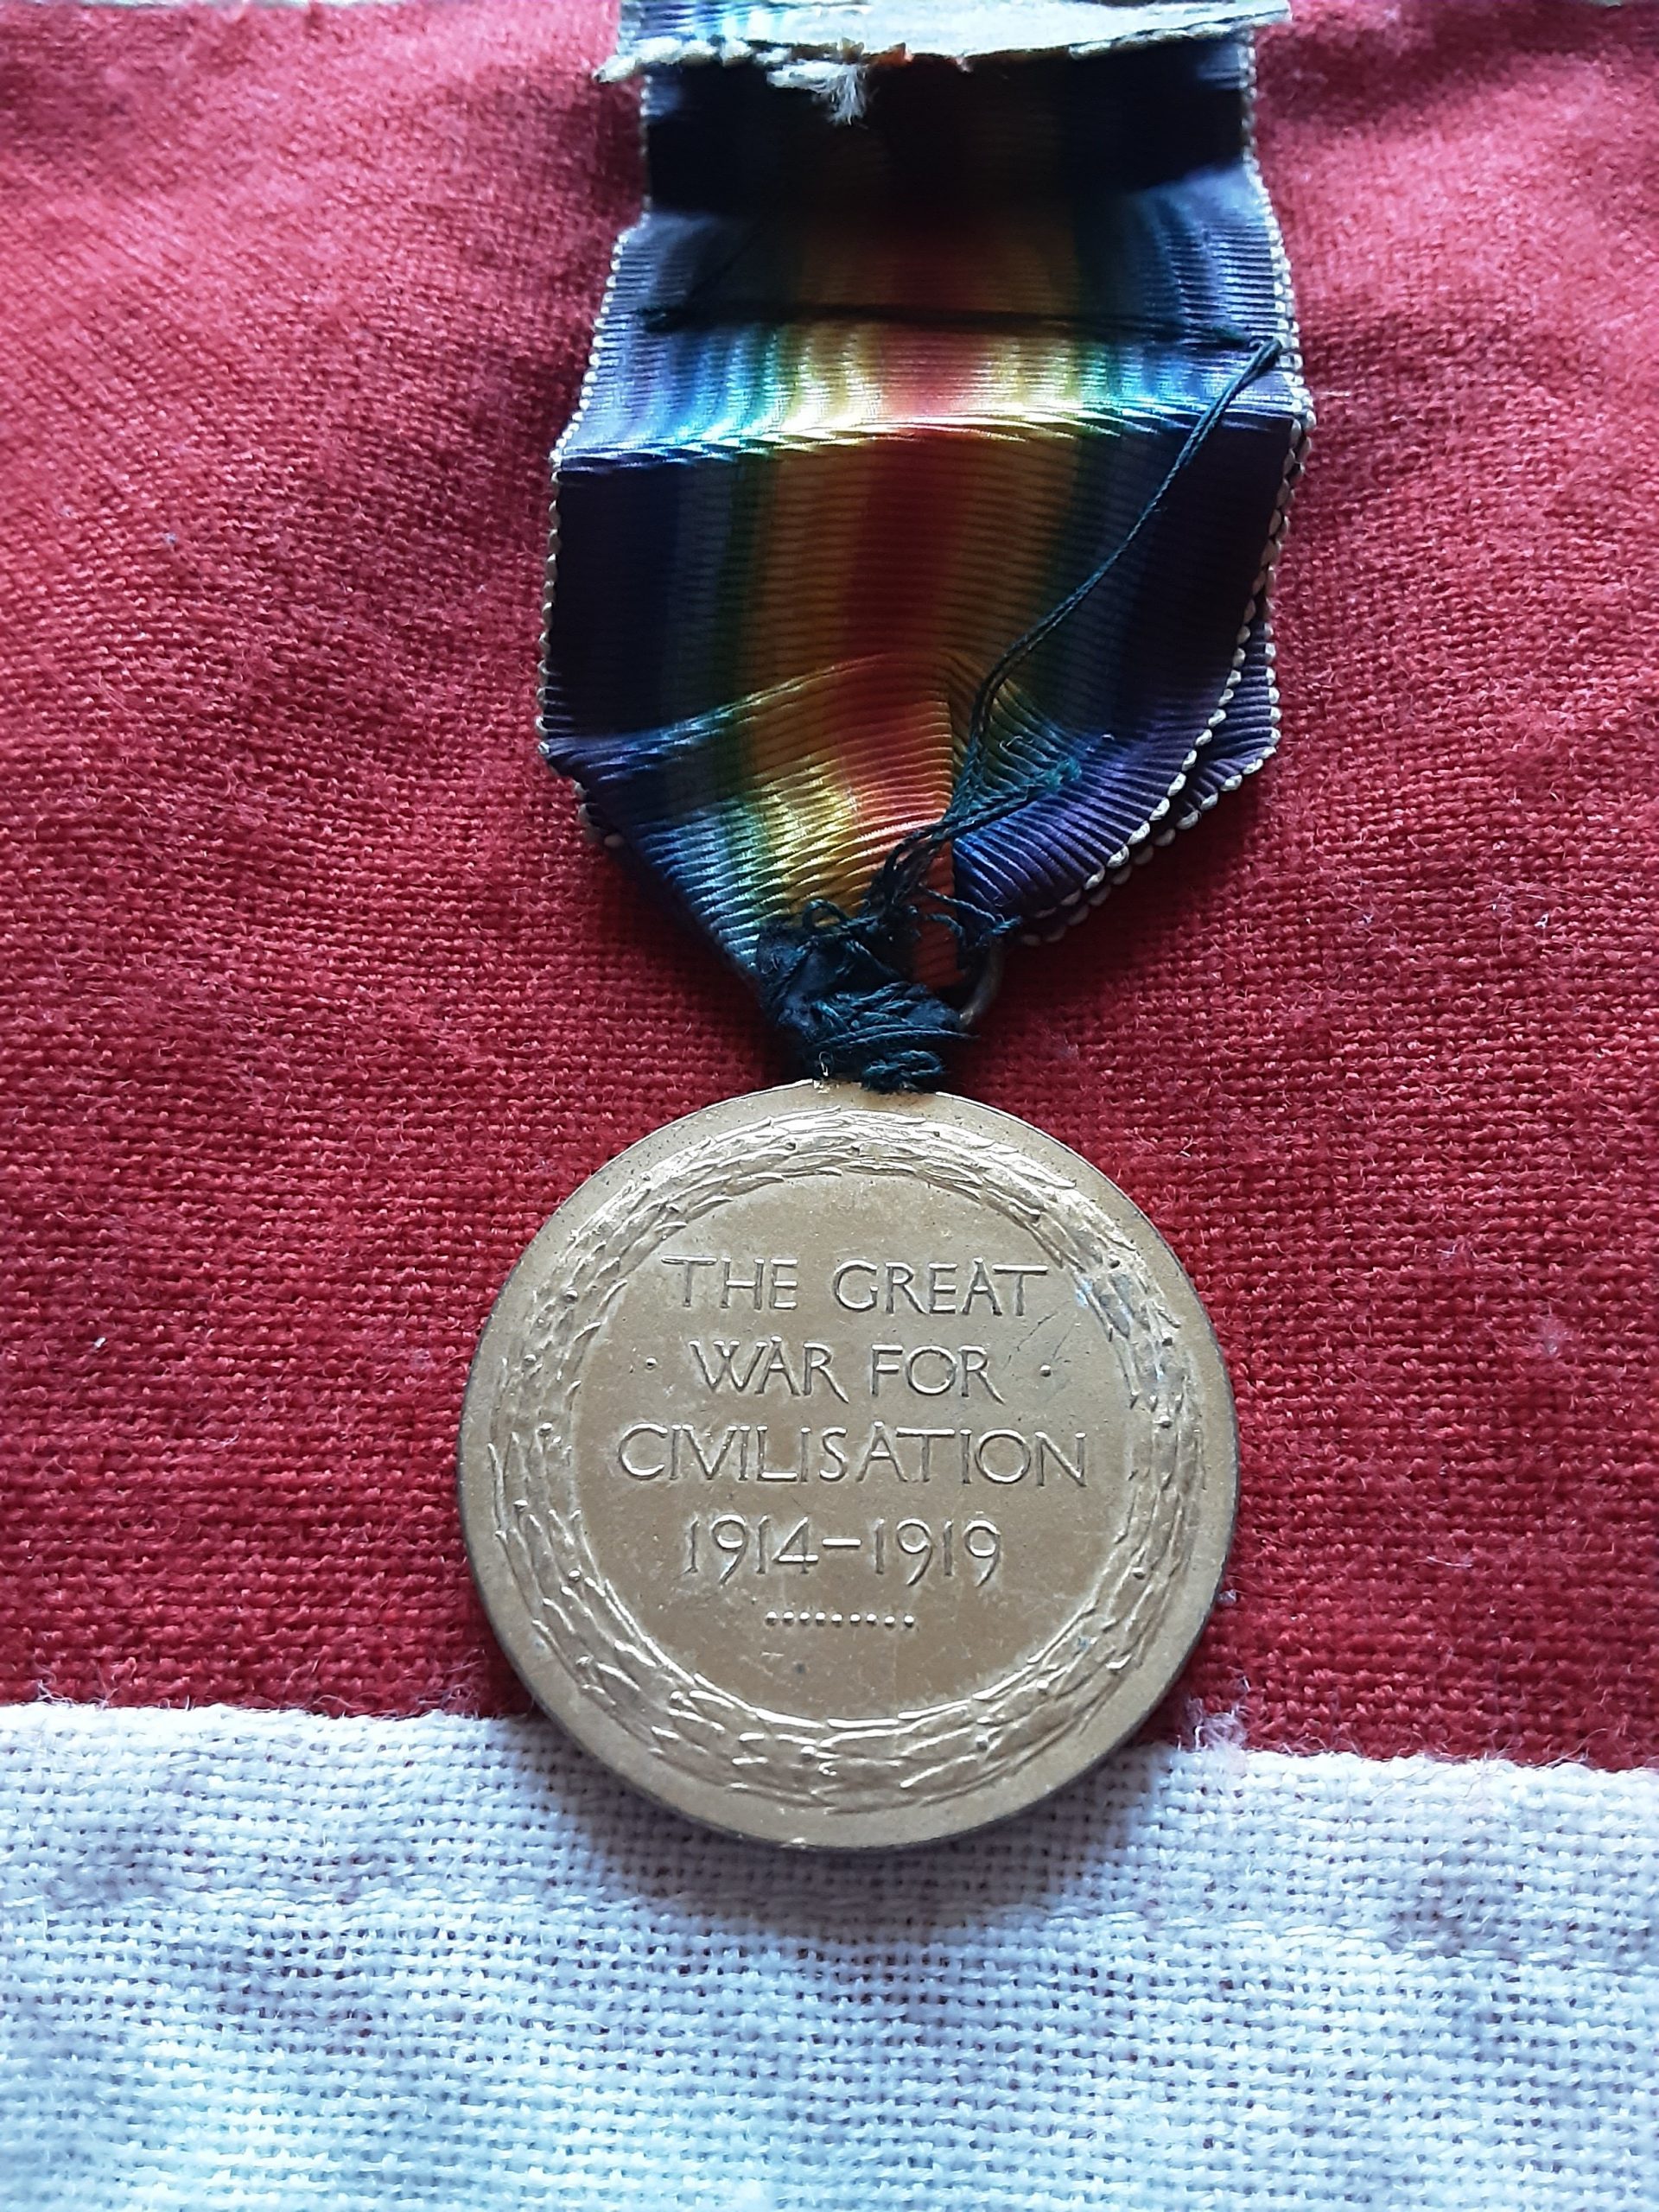 THE GREAT
· WAR FOR ·
CIVILISATION
1914-1919